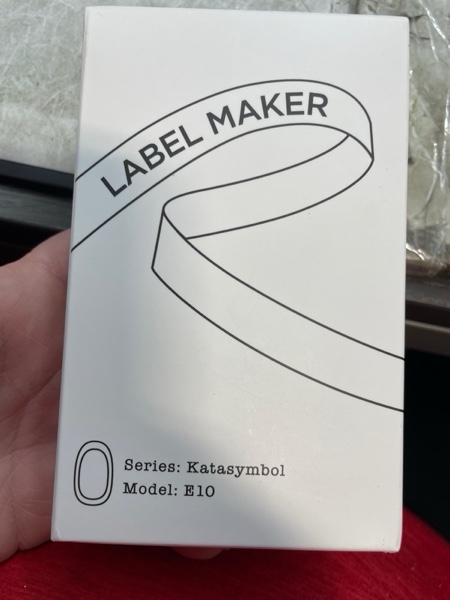 LABEL MAKER
Series: Katasymbol
Model: E10